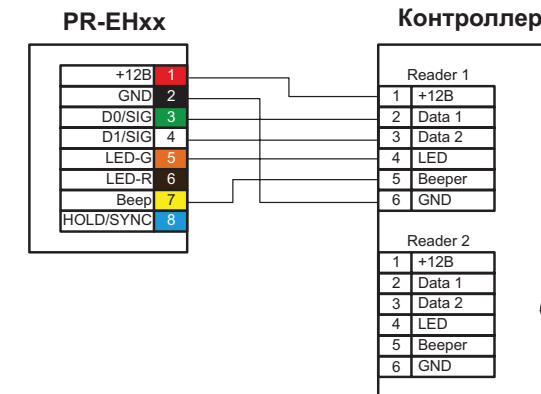 PR-EHxx
+12В 1
GND 2
D0/SIG 3
D1/SIG 4
LED-G 5
LED-R 6
Beep 7
HOLD/SYNC 8
Контроллер
Reader 1
1 +12В
2 Data 1
3 Data 2
4 LED
5 Beeper
6 GND
Reader 2
1 +12В
2 Data 1
3 Data 2
4 LED
5 Beeper
6 GND